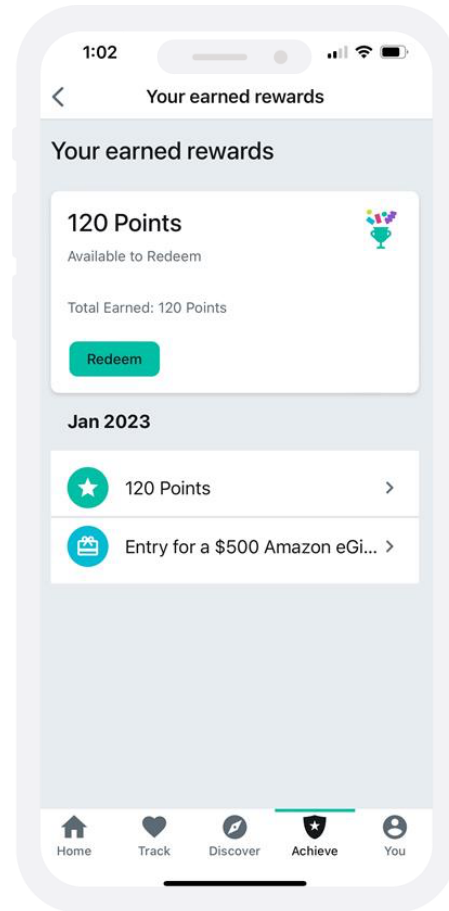 1:02
Your earned rewards
Your earned rewards
120 Points
Available to Redeem
Total Earned: 120 Points
Redeem
Jan 2023
120 Points
Entry for a $500 Amazon eGi...
Home Track Discover Achieve You